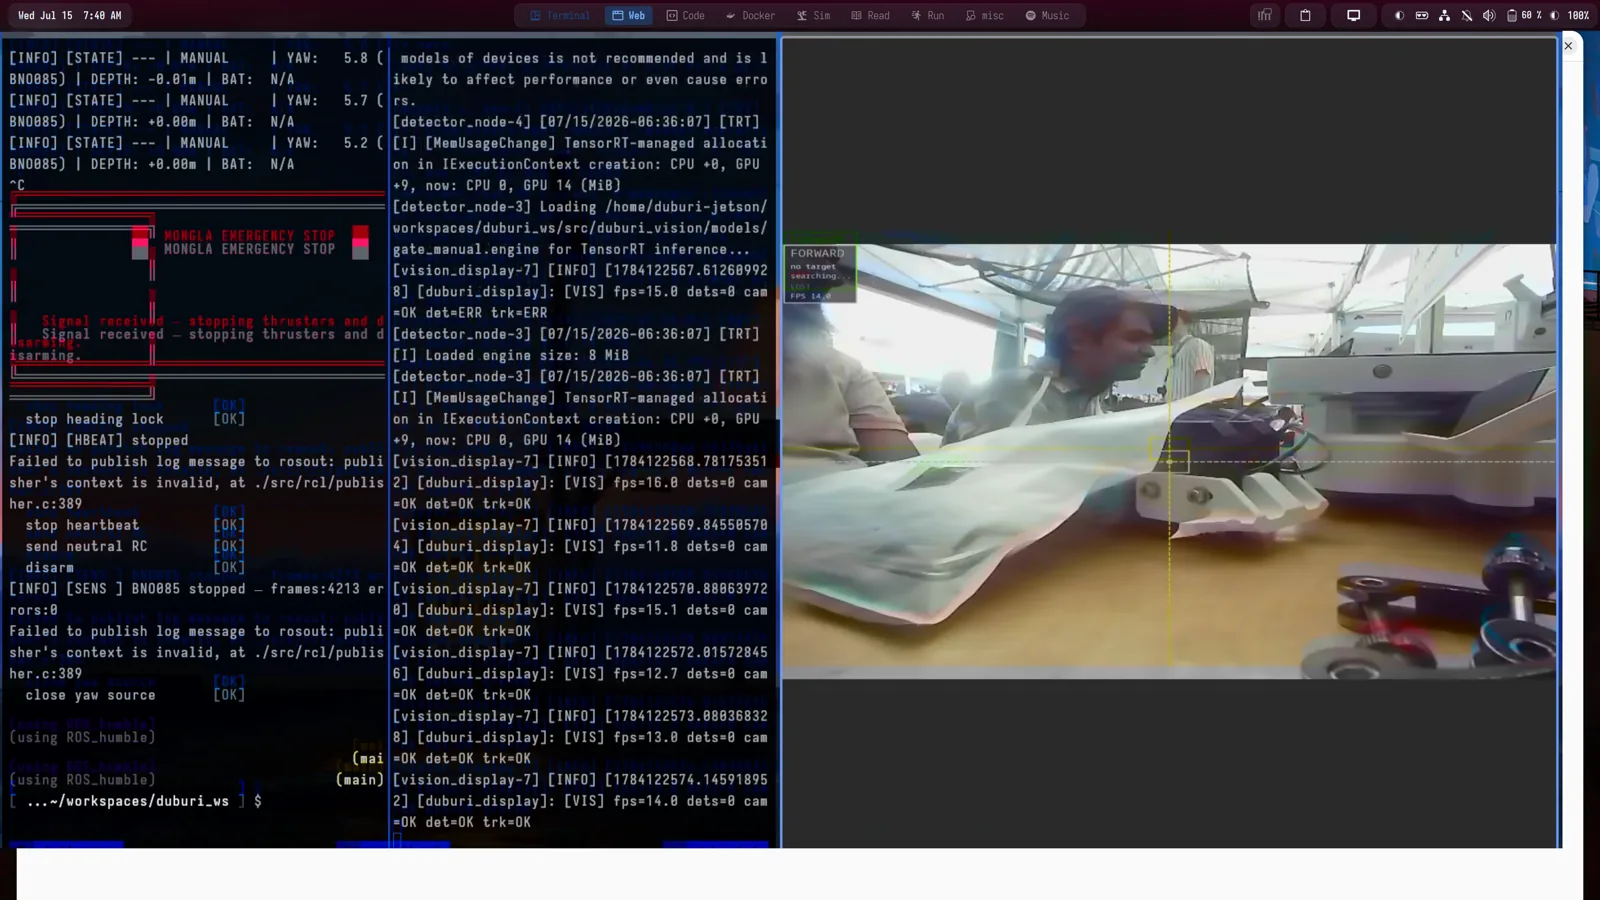 Wed Jul 15 7:40 AM
Terminal Web Code Docker Sim Read Run misc Music
60 % 100%
[INFO] [STATE] --- | MANUAL | YAW: 5.8 (
BNO085) | DEPTH: -0.01m | BAT: N/A
[INFO] [STATE] --- | MANUAL | YAW: 5.7 (
BNO085) | DEPTH: +0.00m | BAT: N/A
[INFO] [STATE] --- | MANUAL | YAW: 5.2 (
BNO085) | DEPTH: +0.00m | BAT: N/A
^C
MONGLA EMERGENCY STOP
MONGLA EMERGENCY STOP
Signal received — stopping thrusters and d
Signal received — stopping thrusters and d
isarming.
isarming.
stop heading lock [OK]
[INFO] [HBEAT] stopped
Failed to publish log message to rosout: publi
sher's context is invalid, at ./src/rcl/publis
her.c:389
stop heartbeat [OK]
send neutral RC [OK]
disarm [OK]
[INFO] [SENS ] BNO085 stopped — frames:4213 er
rors:0
Failed to publish log message to rosout: publi
sher's context is invalid, at ./src/rcl/publis
her.c:389
close yaw source [OK]
(using ROS_humble)
(using ROS_humble)
(mai
(using ROS_humble) (main)
[ ...~/workspaces/duburi_ws ] $
models of devices is not recommended and is l
ikely to affect performance or even cause erro
rs.
[detector_node-4] [07/15/2026-06:36:07] [TRT]
[I] [MemUsageChange] TensorRT-managed allocati
on in IExecutionContext creation: CPU +0, GPU
+9, now: CPU 0, GPU 14 (MiB)
[detector_node-3] Loading /home/duburi-jetson/
workspaces/duburi_ws/src/duburi_vision/models/
gate_manual.engine for TensorRT inference...
[vision_display-7] [INFO] [1784122567.61260992
8] [duburi_display]: [VIS] fps=15.0 dets=0 cam
=OK det=ERR trk=ERR
[detector_node-3] [07/15/2026-06:36:07] [TRT]
[I] Loaded engine size: 8 MiB
[detector_node-3] [07/15/2026-06:36:07] [TRT]
[I] [MemUsageChange] TensorRT-managed allocati
on in IExecutionContext creation: CPU +0, GPU
+9, now: CPU 0, GPU 14 (MiB)
[vision_display-7] [INFO] [1784122568.78175351
2] [duburi_display]: [VIS] fps=16.0 dets=0 cam
=OK det=OK trk=OK
[vision_display-7] [INFO] [1784122569.84550570
4] [duburi_display]: [VIS] fps=11.8 dets=0 cam
=OK det=OK trk=OK
[vision_display-7] [INFO] [1784122570.88063972
0] [duburi_display]: [VIS] fps=15.1 dets=0 cam
=OK det=OK trk=OK
[vision_display-7] [INFO] [1784122572.01572845
6] [duburi_display]: [VIS] fps=12.7 dets=0 cam
=OK det=OK trk=OK
[vision_display-7] [INFO] [1784122573.08036832
8] [duburi_display]: [VIS] fps=13.0 dets=0 cam
=OK det=OK trk=OK
[vision_display-7] [INFO] [1784122574.14591895
2] [duburi_display]: [VIS] fps=14.0 dets=0 cam
=OK det=OK trk=OK
FORWARD
no target
searching...
LOST
FPS 14.0